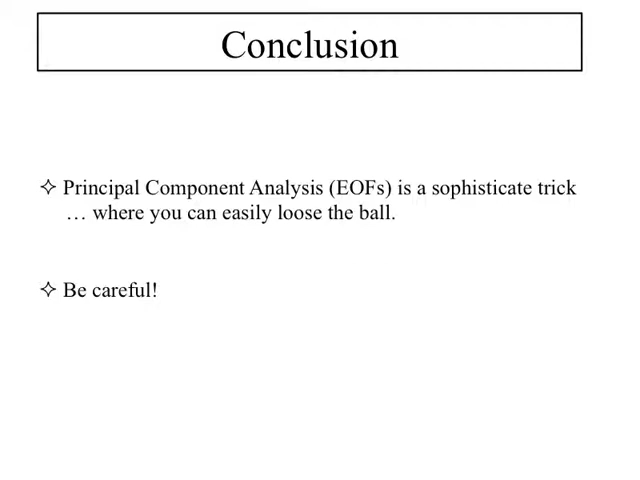 Conclusion
✧ Principal Component Analysis (EOFs) is a sophisticate trick
… where you can easily loose the ball.
✧ Be careful!